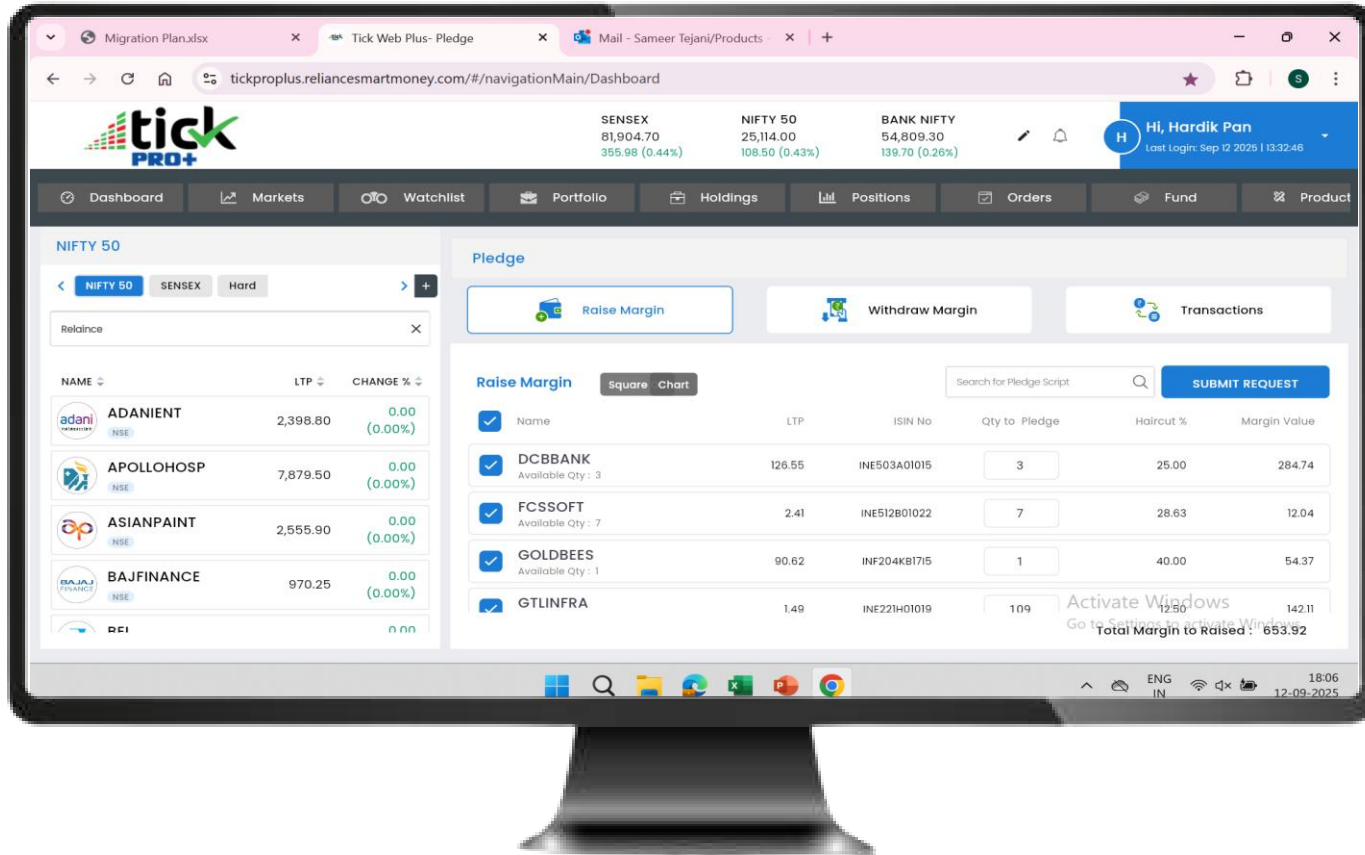 Migration Plan.xlsx
Tick Web Plus- Pledge
Mail - Sameer Tejani/Products -
tickproplus.reliancesmartmoney.com/#/navigationMain/Dashboard
S
tick
PRO+
SENSEX
81,904.70
355.98 (0.44%)
NIFTY 50
25,114.00
108.50 (0.43%)
BANK NIFTY
54,809.30
139.70 (0.26%)
H
Hi, Hardik Pan
Last Login: Sep 12 2025 | 13:32:46
Dashboard Markets Watchlist Portfolio Holdings Positions Orders Fund Product
NIFTY 50
NIFTY 50 SENSEX Hard
Relaince
NAME LTP CHANGE %
adani ADANIENT 2,398.80 0.00
NSE (0.00%)
APOLLOHOSP 7,879.50 0.00
NSE (0.00%)
ap ASIANPAINT 2,555.90 0.00
NSE (0.00%)
BAJAJ FINANCE BAJFINANCE 970.25 0.00
NSE (0.00%)
BEL 0.00
Pledge
Raise Margin Withdraw Margin Transactions
Raise Margin Square Chart Search for Pledge Script SUBMIT REQUEST
Name LTP ISIN No Qty to Pledge Haircut % Margin Value
DCBBANK 126.55 INE503A01015 3 25.00 284.74
Available Qty : 3
FCSSOFT 2.41 INE512B01022 7 28.63 12.04
Available Qty : 7
GOLDBEES 90.62 INF204KB17I5 1 40.00 54.37
Available Qty : 1
GTLINFRA 1.49 INE221H01019 109 12.50 142.11
Activate Windows
Go to Settings to activate Windows.
Total Margin to Raised : 653.92
ENG
IN
18:06
12-09-2025